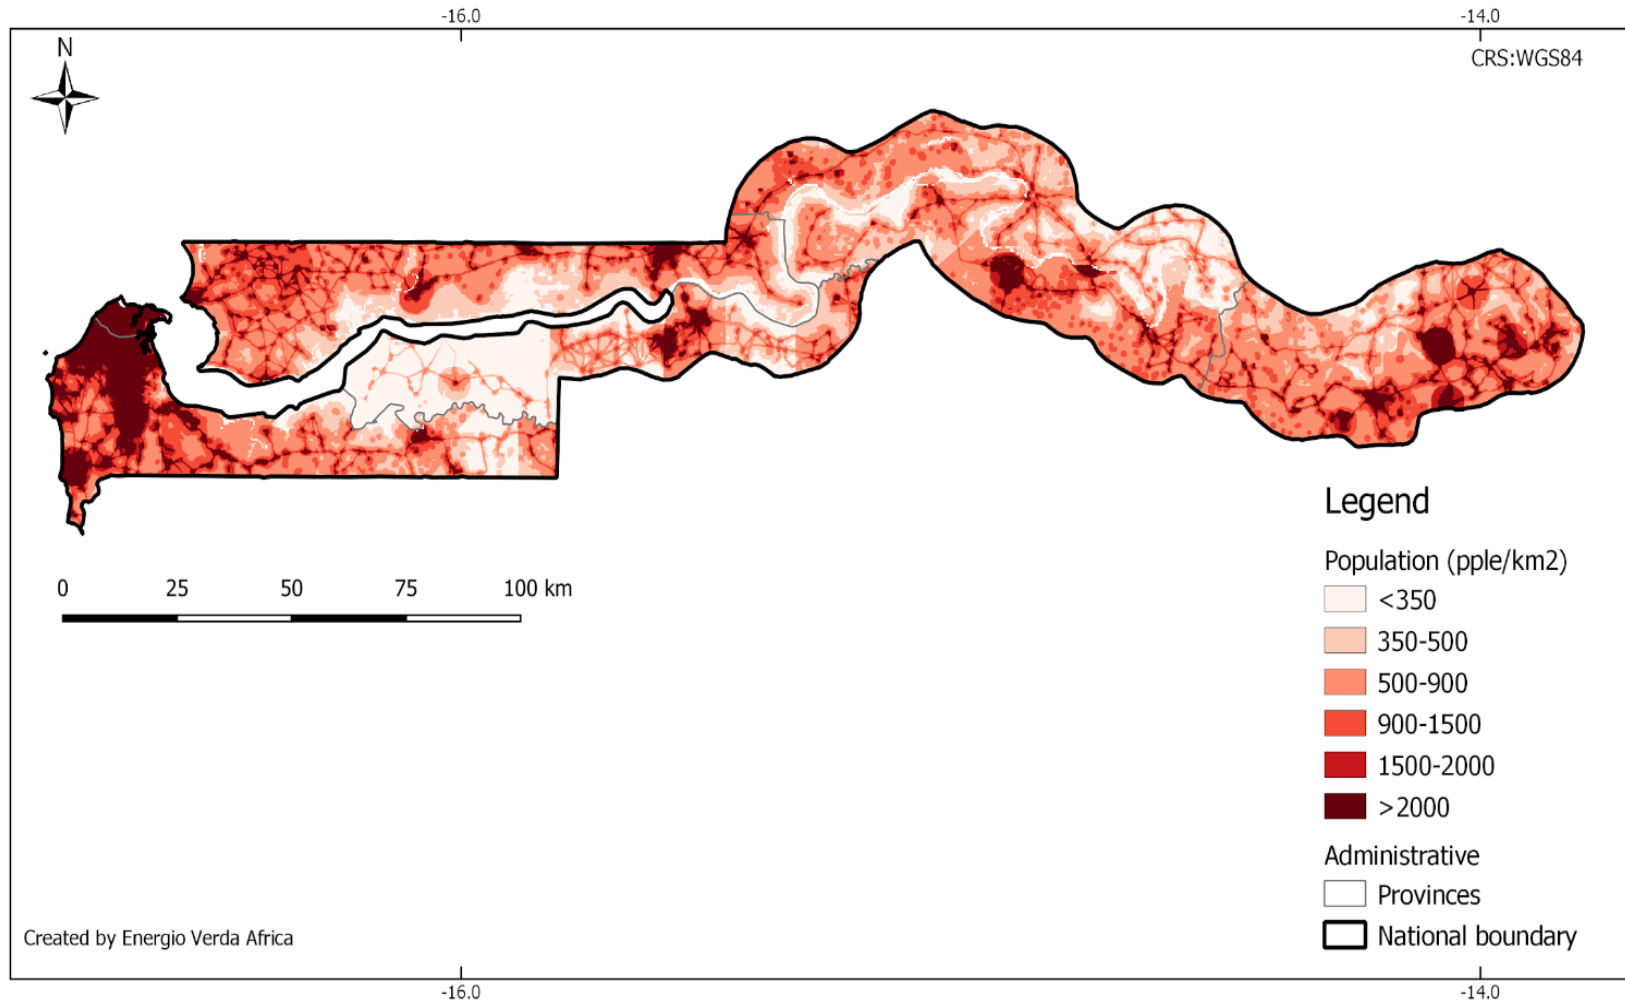 -16.0
-14.0
N
CRS:WGS84
0 25 50 75 100 km
Legend
Population (pple/km2)
<350
350-500
500-900
900-1500
1500-2000
>2000
Administrative
Provinces
National boundary
Created by Energio Verda Africa
-16.0
-14.0